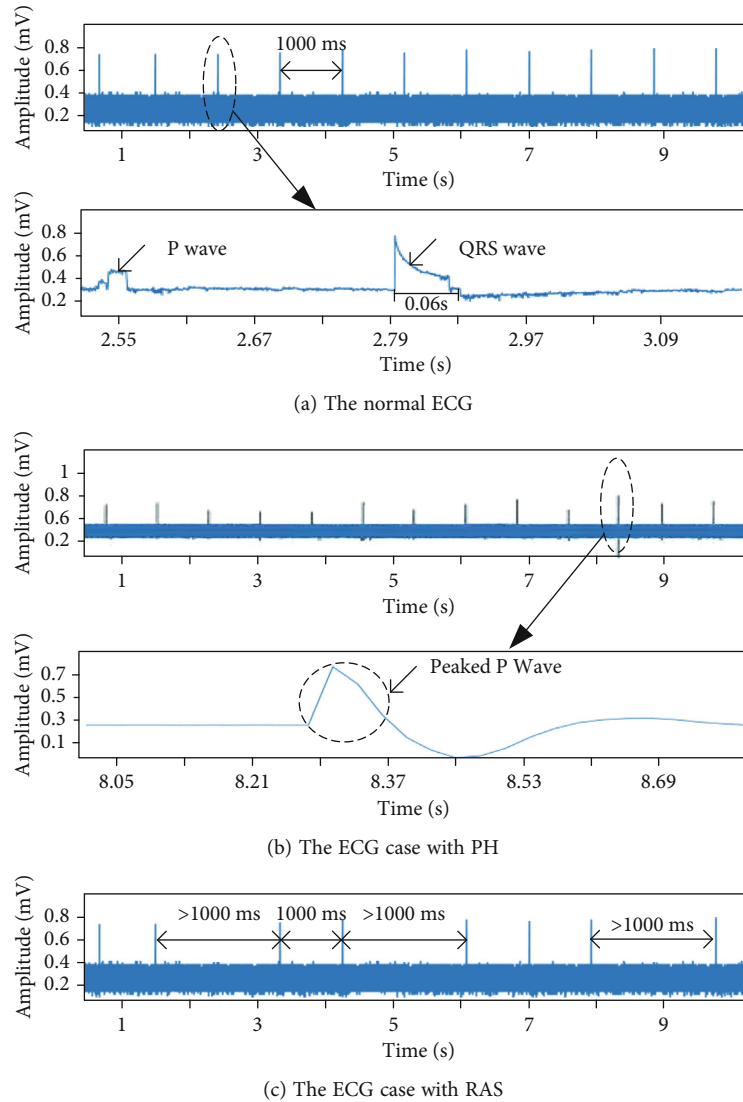 Amplitude (mV)
0.8
0.6
0.4
0.2
1000 ms
1 3 5 7 9
Time (s)
Amplitude (mV)
0.8
0.6
0.4
0.2
P wave
QRS wave
0.06s
2.55 2.67 2.79 2.97 3.09
Time (s)
(a) The normal ECG
Amplitude (mV)
1
0.8
0.6
0.2
1 3 5 7 9
Time (s)
Amplitude (mV)
0.7
0.5
0.3
0.1
Peaked P Wave
8.05 8.21 8.37 8.53 8.69
Time (s)
(b) The ECG case with PH
Amplitude (mV)
0.8
0.6
0.4
0.2
>1000 ms 1000 ms >1000 ms
>1000 ms
1 3 5 7 9
Time (s)
(c) The ECG case with RAS